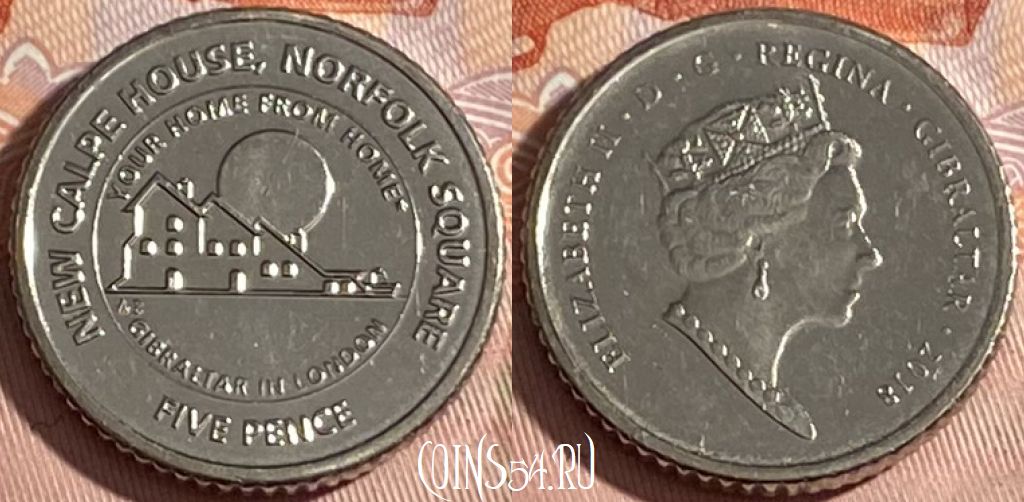 NEW CALPE HOUSE, NORFOLK SQUARE
YOUR HOME FROM HOME
GIBRALTAR IN LONDON
FIVE PENCE
ELIZABETH II · D · G · REGINA · GIBRALTAR · 2018
COINS54.RU